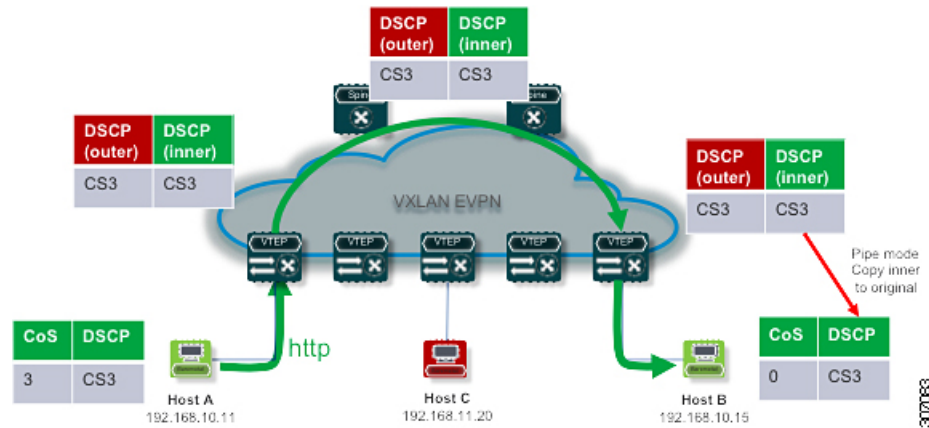 DSCP (outer) DSCP (inner)
CS3 CS3
DSCP (outer) DSCP (inner)
CS3 CS3
VXLAN EVPN
DSCP (outer) DSCP (inner)
CS3 CS3
VTEP VTEP VTEP VTEP VTEP
Pipe mode
Copy inner
to original
CoS DSCP
3 CS3
http
CoS DSCP
0 CS3
Host A
192.168.10.11
Host C
192.168.11.20
Host B
192.168.10.15
307083